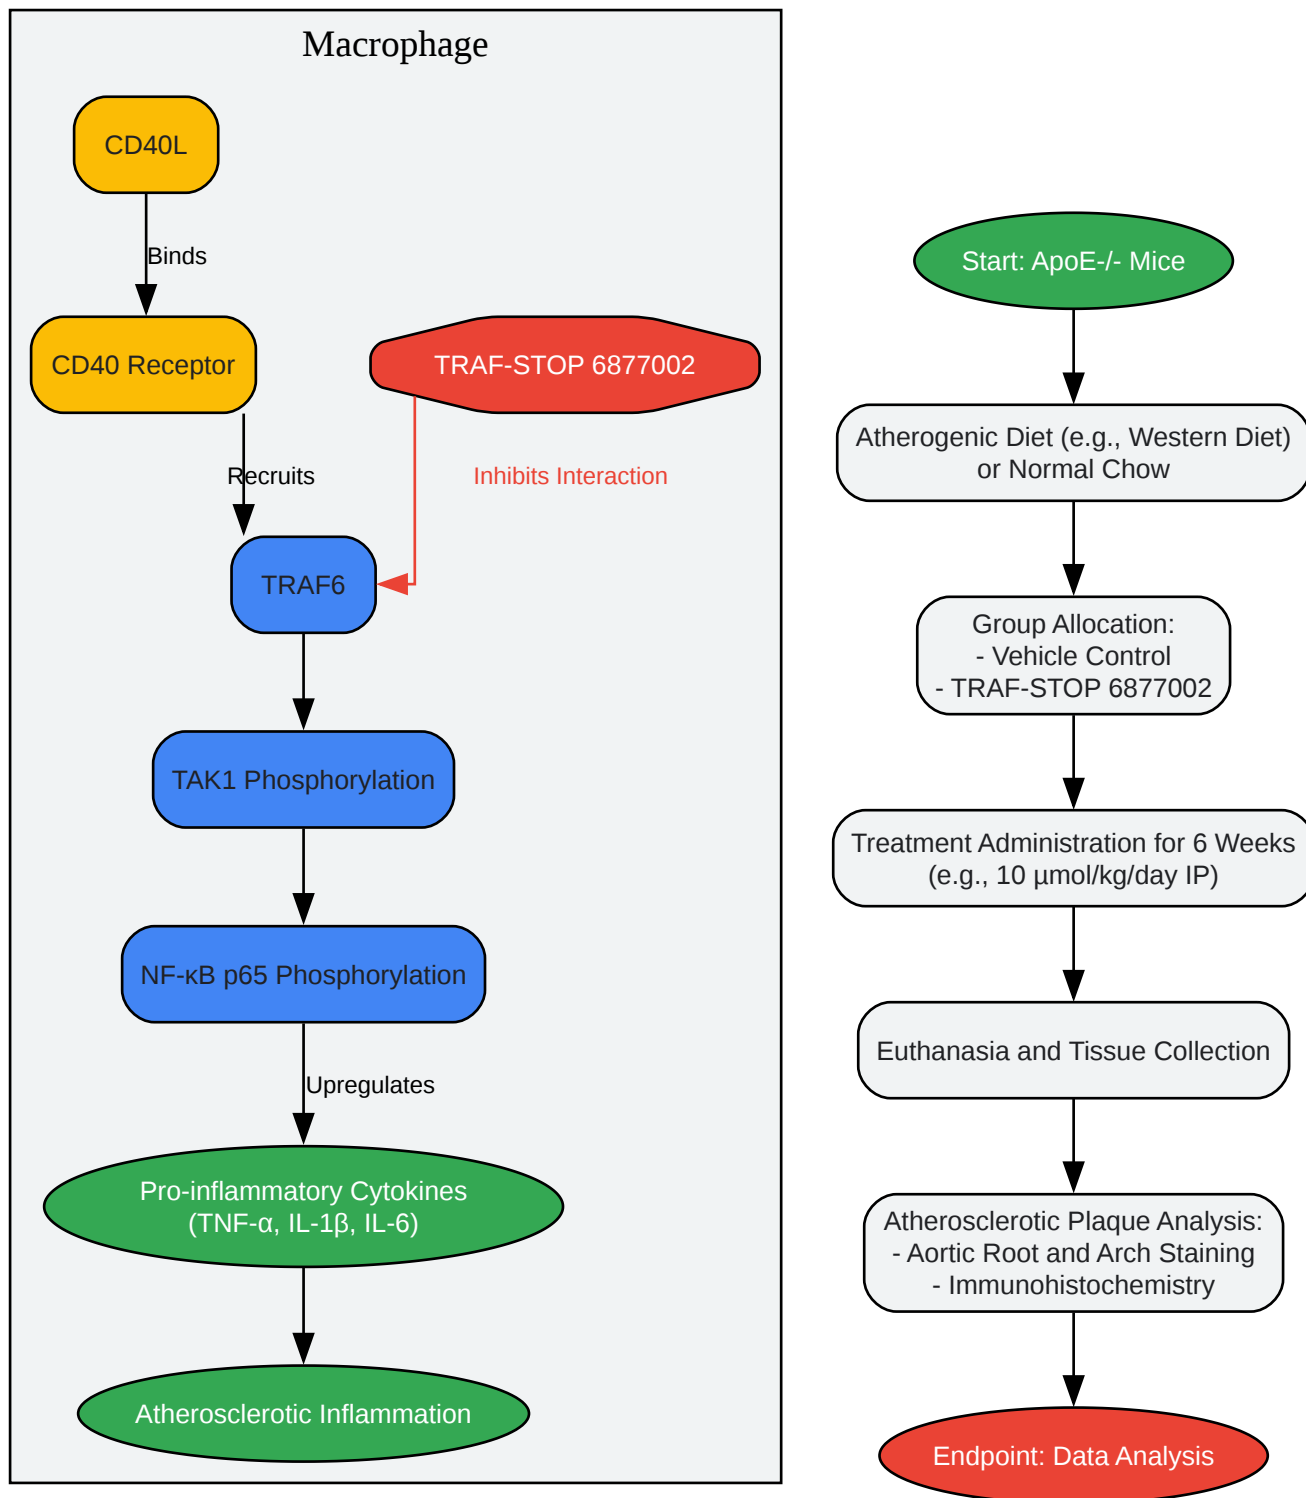 Macrophage
CD40L
Binds
CD40 Receptor
TRAF-STOP 6877002
Recruits
Inhibits Interaction
TRAF6
TAK1 Phosphorylation
NF-κB p65 Phosphorylation
Upregulates
Pro-inflammatory Cytokines
(TNF-α, IL-1β, IL-6)
Atherosclerotic Inflammation
Start: ApoE-/- Mice
Atherogenic Diet (e.g., Western Diet)
or Normal Chow
Group Allocation:
- Vehicle Control
- TRAF-STOP 6877002
Treatment Administration for 6 Weeks
(e.g., 10 µmol/kg/day IP)
Euthanasia and Tissue Collection
Atherosclerotic Plaque Analysis:
- Aortic Root and Arch Staining
- Immunohistochemistry
Endpoint: Data Analysis